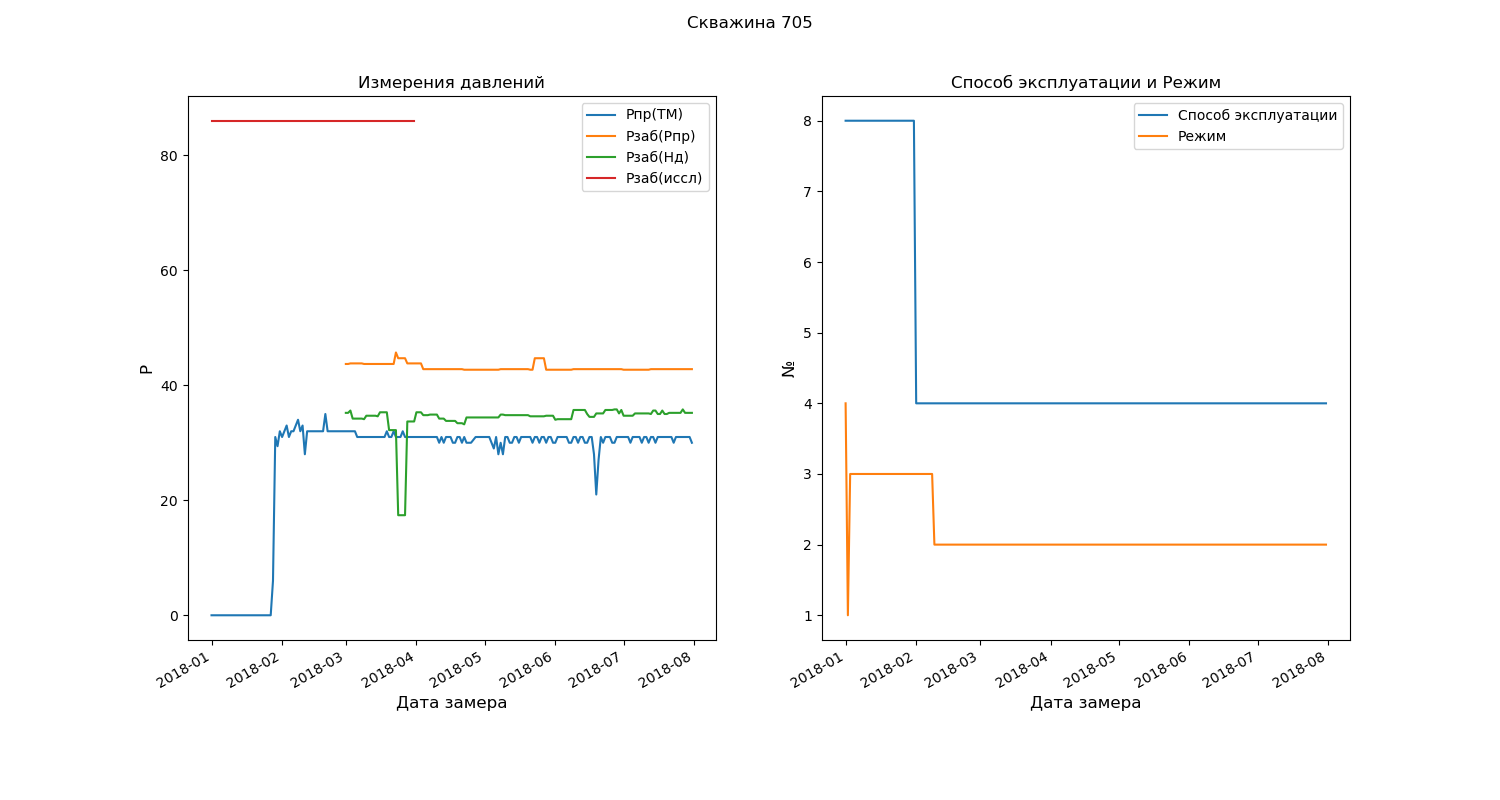 Скважина 705
Измерения давлений
P
80
60
40
20
0
Рпр(ТМ)
Рзаб(Рпр)
Рзаб(Нд)
Рзаб(иссл)
2018-01
2018-02
2018-03
2018-04
2018-05
2018-06
2018-07
2018-08
Дата замера
Способ эксплуатации и Режим
№
8
7
6
5
4
3
2
1
Способ эксплуатации
Режим
2018-01
2018-02
2018-03
2018-04
2018-05
2018-06
2018-07
2018-08
Дата замера